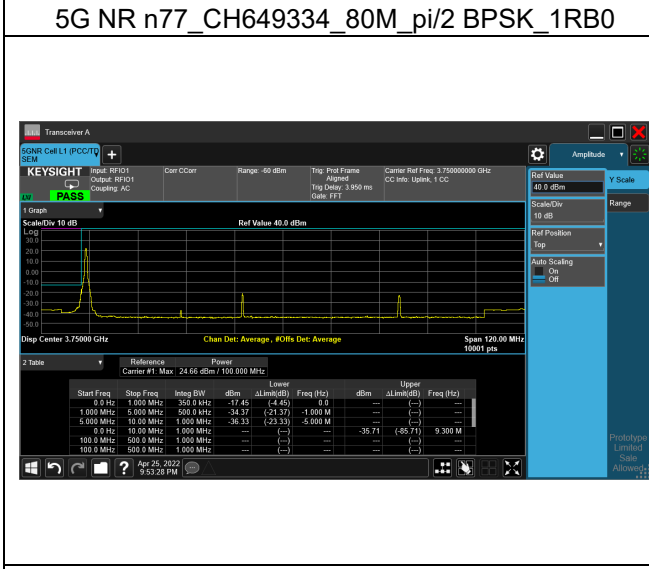 5G NR n77_CH649334_80M_pi/2 BPSK_1RB0
Transceiver A
5GNR Cell L1 (PCC/TD
SEM
Amplitude
KEYSIGHT
LXI
PASS
Input: RFIO1
Output: RFIO1
Coupling: AC
Corr CCorr
Range: -60 dBm
Trig: Prot Frame
Aligned
Trig Delay: 3.950 ms
Gate: FFT
Carrier Ref Freq: 3.750000000 GHz
CC Info: Uplink, 1 CC
Ref Value
40.0 dBm
Y Scale
Scale/Div
10 dB
Range
Ref Position
Top
Auto Scaling
On
Off
1 Graph
Scale/Div 10 dB
Ref Value 40.0 dBm
Log
30.0
20.0
10.0
0.00
-10.0
-20.0
-30.0
-40.0
-50.0
Disp Center 3.75000 GHz
Chan Det: Average , #Offs Det: Average
Span 120.00 MHz
10001 pts
2 Table
Reference Power
Carrier #1: Max 24.66 dBm / 100.000 MHz
Lower Upper
Start Freq Stop Freq Integ BW dBm ΔLimit(dB) Freq (Hz) dBm ΔLimit(dB) Freq (Hz)
0.0 Hz 1.000 MHz 350.0 kHz -17.45 (-4.45) 0.0 --- (---) ---
1.000 MHz 5.000 MHz 500.0 kHz -34.37 (-21.37) -1.000 M --- (---) ---
5.000 MHz 10.00 MHz 1.000 MHz -36.33 (-23.33) -5.000 M --- (---) ---
0.0 Hz 10.00 MHz 1.000 MHz --- (---) --- -35.71 (-85.71) 9.300 M
100.0 MHz 500.0 MHz 1.000 MHz --- (---) --- --- (---) ---
100.0 MHz 500.0 MHz 1.000 MHz --- (---) --- --- (---) ---
Apr 25, 2022
9:53:28 PM
Prototype
Limited
Sale
Allowed